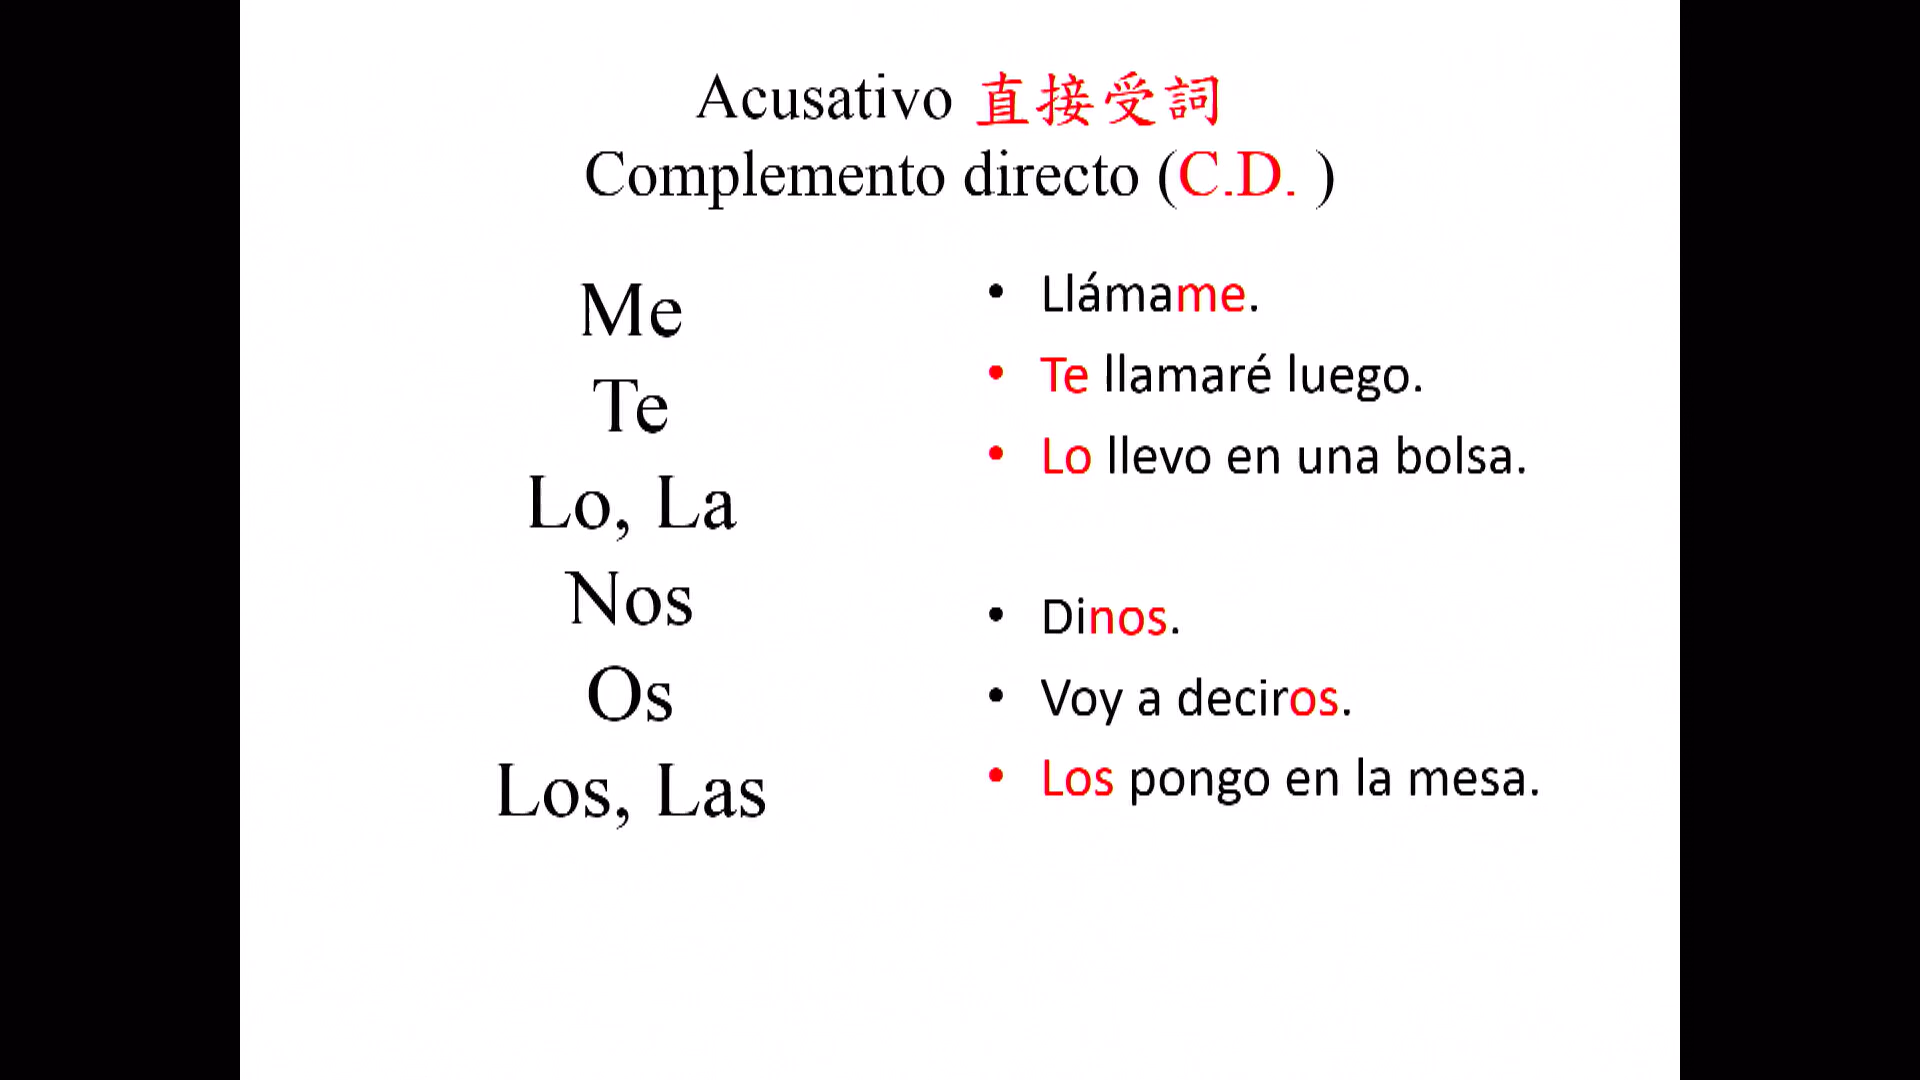 Acusativo 直接受詞
Complemento directo (C.D. )
Me
Te
Lo, La
Nos
Os
Los, Las
• Llámame.
• Te llamaré luego.
• Lo llevo en una bolsa.
• Dinos.
• Voy a deciros.
• Los pongo en la mesa.